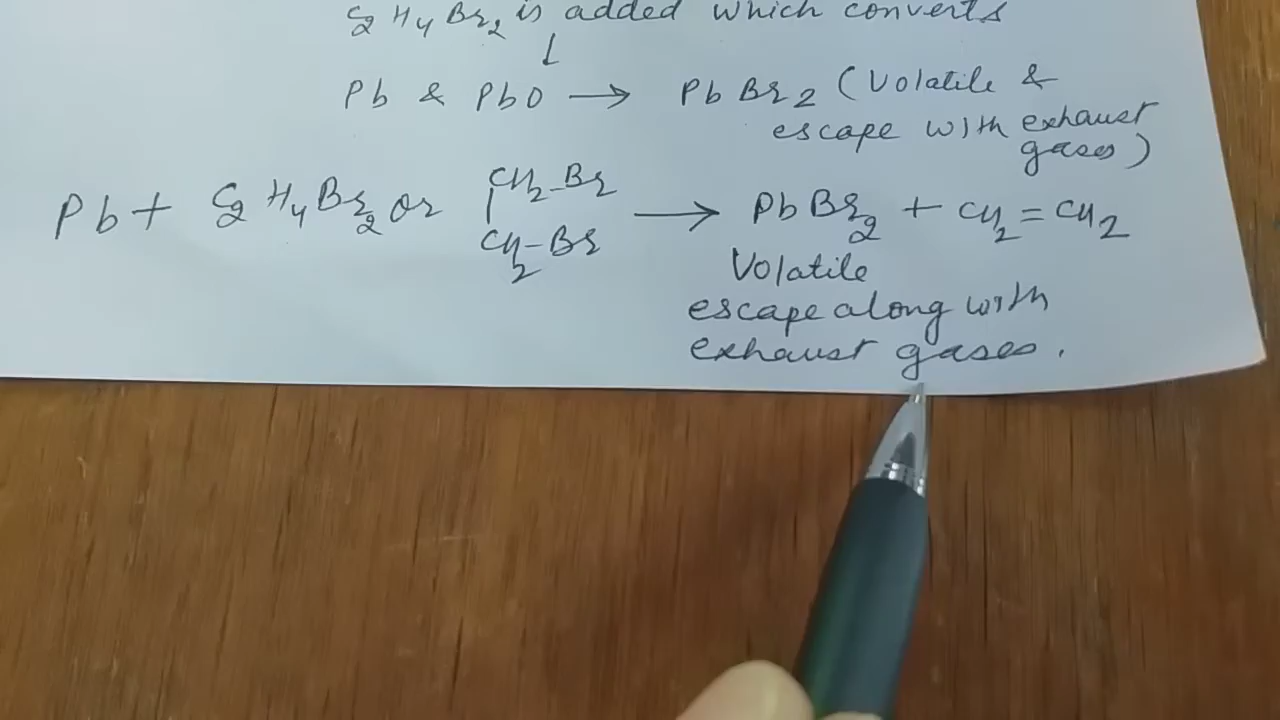 C2H4Br2 is added which converts
↓
Pb & PbO → PbBr2 (Volatile &
escape with exhaust
gases)
CH2-Br
Pb + C2H4Br2 or | → PbBr2 + CH2=CH2
CH2-Br
Volatile
escape along with
exhaust gases.